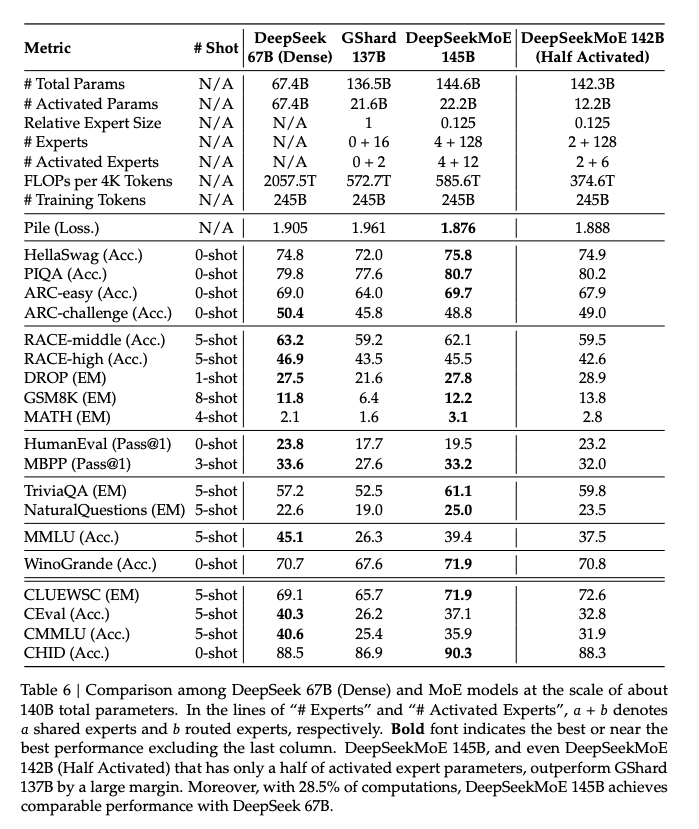 Metric # Shot DeepSeek 67B (Dense) GShard 137B DeepSeekMoE 145B DeepSeekMoE 142B (Half Activated)
# Total Params N/A 67.4B 136.5B 144.6B 142.3B
# Activated Params N/A 67.4B 21.6B 22.2B 12.2B
Relative Expert Size N/A N/A 1 0.125 0.125
# Experts N/A N/A 0 + 16 4 + 128 2 + 128
# Activated Experts N/A N/A 0 + 2 4 + 12 2 + 6
FLOPs per 4K Tokens N/A 2057.5T 572.7T 585.6T 374.6T
# Training Tokens N/A 245B 245B 245B 245B
Pile (Loss.) N/A 1.905 1.961 1.876 1.888
HellaSwag (Acc.) 0-shot 74.8 72.0 75.8 74.9
PIQA (Acc.) 0-shot 79.8 77.6 80.7 80.2
ARC-easy (Acc.) 0-shot 69.0 64.0 69.7 67.9
ARC-challenge (Acc.) 0-shot 50.4 45.8 48.8 49.0
RACE-middle (Acc.) 5-shot 63.2 59.2 62.1 59.5
RACE-high (Acc.) 5-shot 46.9 43.5 45.5 42.6
DROP (EM) 1-shot 27.5 21.6 27.8 28.9
GSM8K (EM) 8-shot 11.8 6.4 12.2 13.8
MATH (EM) 4-shot 2.1 1.6 3.1 2.8
HumanEval (Pass@1) 0-shot 23.8 17.7 19.5 23.2
MBPP (Pass@1) 3-shot 33.6 27.6 33.2 32.0
TriviaQA (EM) 5-shot 57.2 52.5 61.1 59.8
NaturalQuestions (EM) 5-shot 22.6 19.0 25.0 23.5
MMLU (Acc.) 5-shot 45.1 26.3 39.4 37.5
WinoGrande (Acc.) 0-shot 70.7 67.6 71.9 70.8
CLUEWSC (EM) 5-shot 69.1 65.7 71.9 72.6
CEval (Acc.) 5-shot 40.3 26.2 37.1 32.8
CMMLU (Acc.) 5-shot 40.6 25.4 35.9 31.9
CHID (Acc.) 0-shot 88.5 86.9 90.3 88.3
Table 6 | Comparison among DeepSeek 67B (Dense) and MoE models at the scale of about
140B total parameters. In the lines of “# Experts” and “# Activated Experts”, a + b denotes
a shared experts and b routed experts, respectively. Bold font indicates the best or near the
best performance excluding the last column. DeepSeekMoE 145B, and even DeepSeekMoE
142B (Half Activated) that has only a half of activated expert parameters, outperform GShard
137B by a large margin. Moreover, with 28.5% of computations, DeepSeekMoE 145B achieves
comparable performance with DeepSeek 67B.